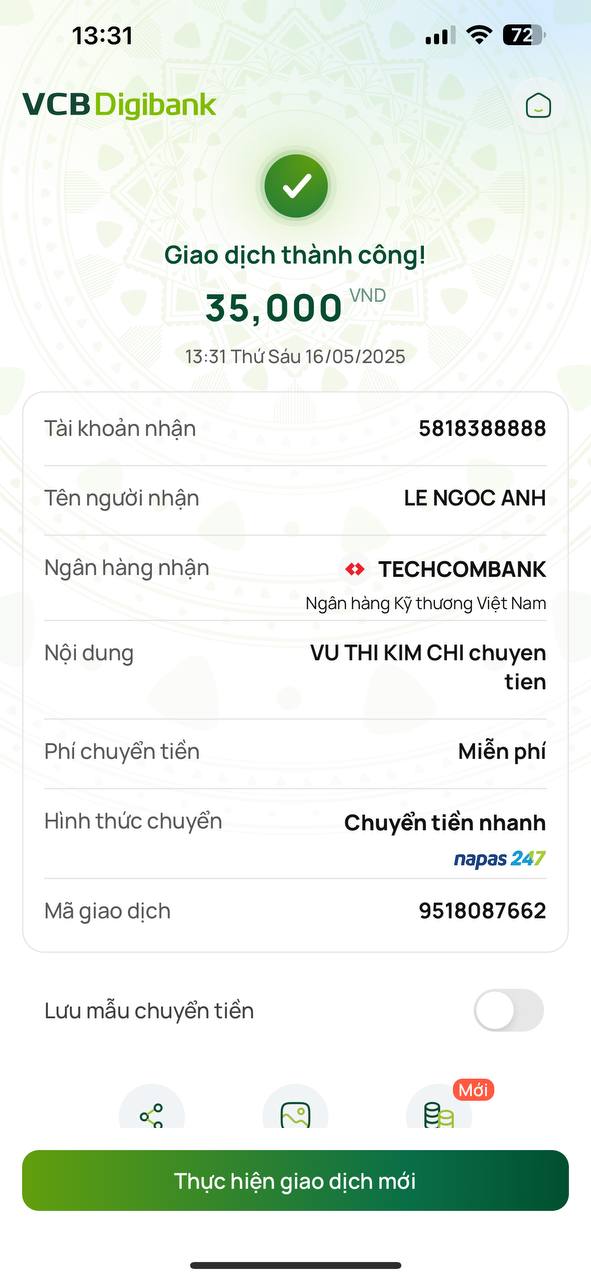 13:31
72
VCB Digibank
Giao dịch thành công!
35,000 VND
13:31 Thứ Sáu 16/05/2025
Tài khoản nhận 5818388888
Tên người nhận LE NGOC ANH
Ngân hàng nhận TECHCOMBANK
Ngân hàng Kỹ thương Việt Nam
Nội dung VU THI KIM CHI chuyen
tien
Phí chuyển tiền Miễn phí
Hình thức chuyển Chuyển tiền nhanh
napas 247
Mã giao dịch 9518087662
Lưu mẫu chuyển tiền
Mới
Thực hiện giao dịch mới